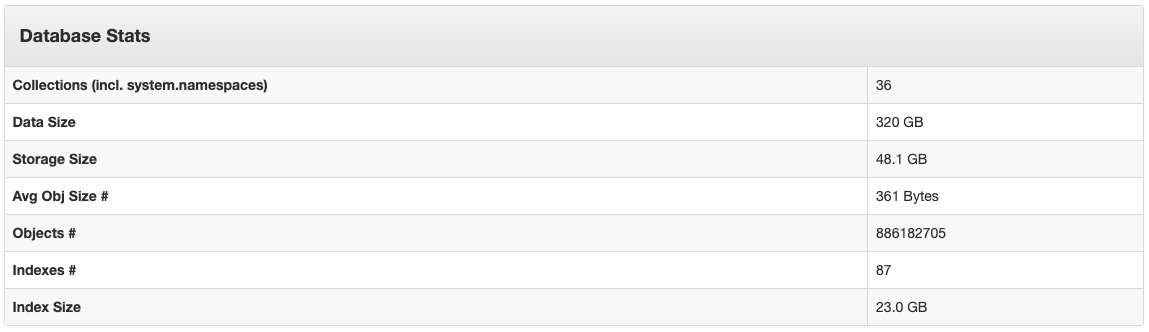 Database Stats
Collections (incl. system.namespaces) 36
Data Size 320 GB
Storage Size 48.1 GB
Avg Obj Size # 361 Bytes
Objects # 886182705
Indexes # 87
Index Size 23.0 GB